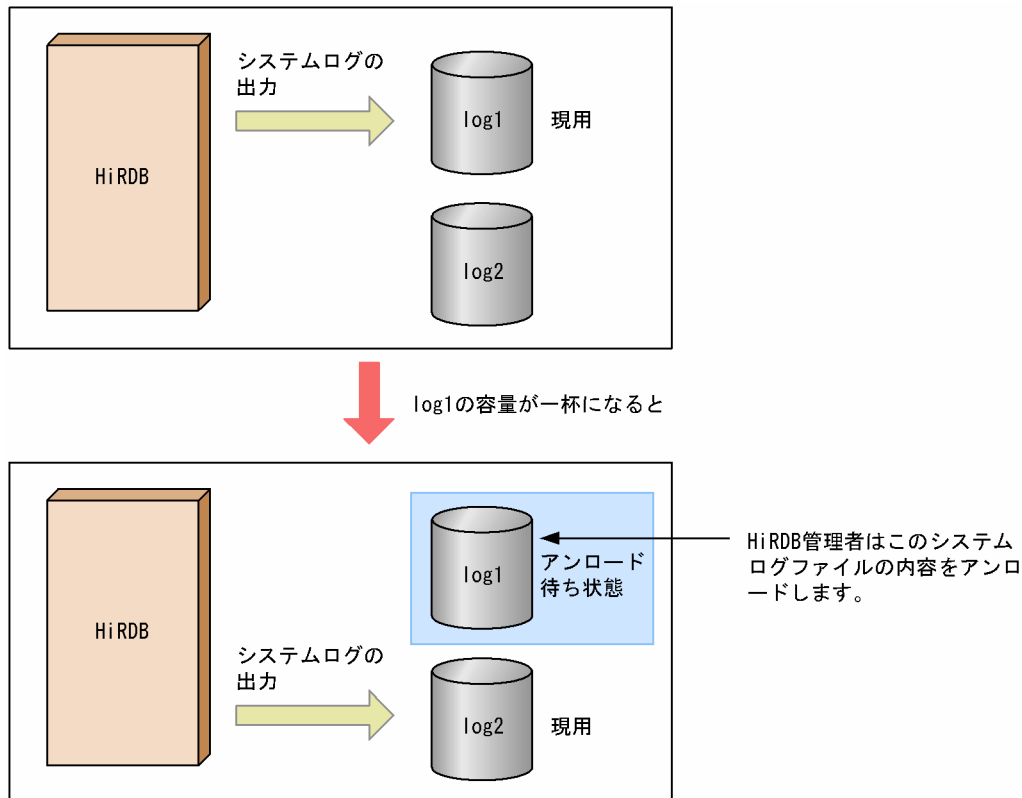 システムログの
出力
log1
現用
HiRDB
log2
log1の容量が一杯になると
log1
アンロード
待ち状態
HiRDB管理者はこのシステム
ログファイルの内容をアンロ
ードします。
HiRDB
システムログの
出力
log2
現用